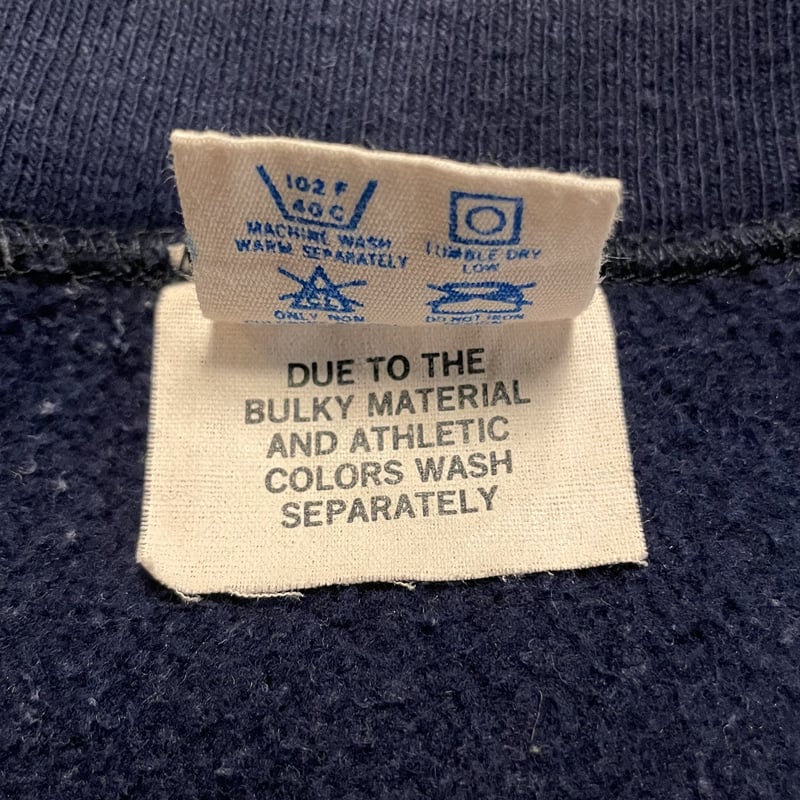 102 F
40 C
MACHINE WASH
WARM SEPARATELY
TUMBLE DRY
LOW
CL
ONLY NON
DO NOT IRON
DUE TO THE
BULKY MATERIAL
AND ATHLETIC
COLORS WASH
SEPARATELY